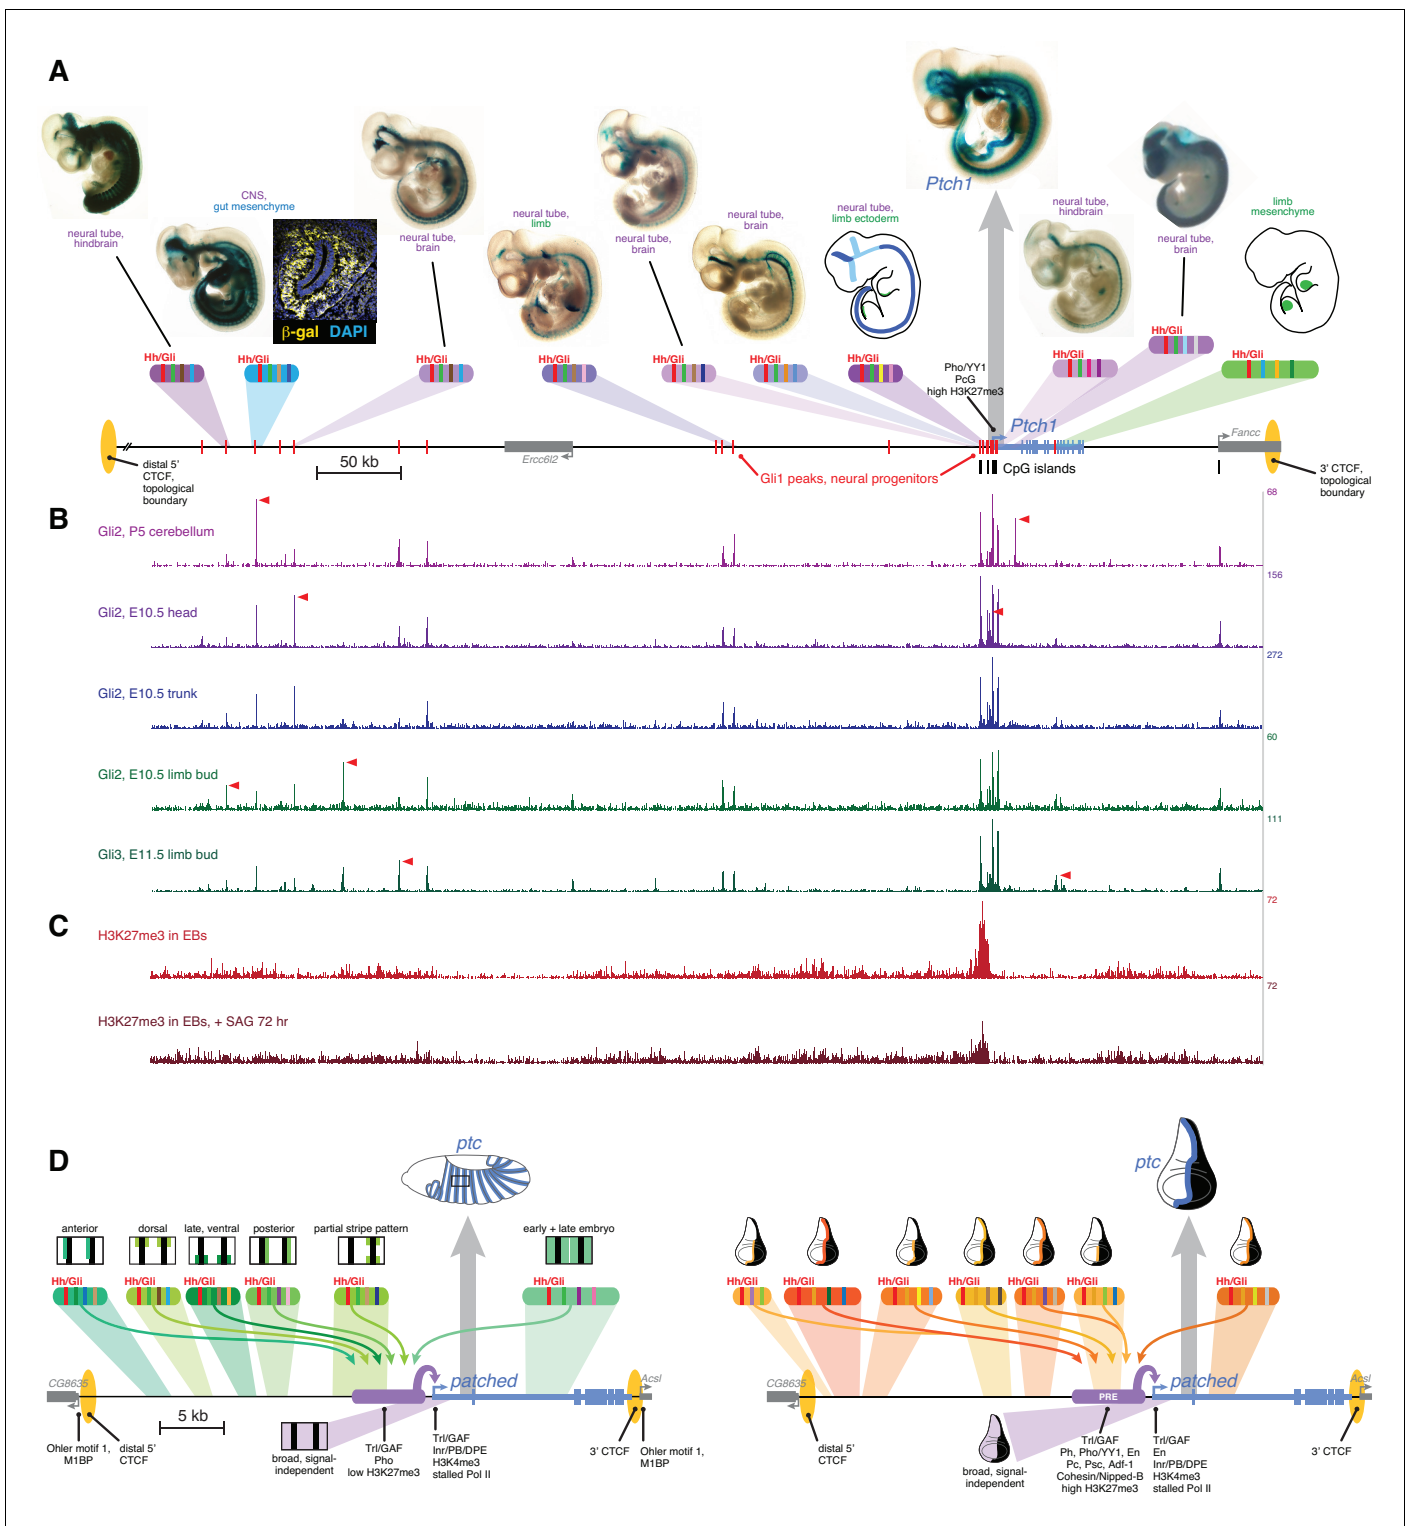 A
Ptch1
CNS,
gut mesenchyme
neural tube,
hindbrain
neural tube,
brain
neural tube,
limb
neural tube,
brain
neural tube,
brain
neural tube,
limb ectoderm
neural tube,
hindbrain
neural tube,
brain
limb
mesenchyme
β-gal DAPI
Hh/Gli
Hh/Gli
Hh/Gli
Hh/Gli
Hh/Gli
Hh/Gli
Hh/Gli
Hh/Gli
Hh/Gli
Hh/Gli
Pho/YY1
PcG
high H3K27me3
Ptch1
Fancc
Ercc6l2
distal 5'
CTCF,
topological
boundary
50 kb
Gli1 peaks, neural progenitors
CpG islands
3' CTCF,
topological
boundary
B
68
Gli2, P5 cerebellum
156
Gli2, E10.5 head
272
Gli2, E10.5 trunk
60
Gli2, E10.5 limb bud
111
Gli3, E11.5 limb bud
C
72
H3K27me3 in EBs
72
H3K27me3 in EBs, + SAG 72 hr
D
ptc
anterior
dorsal
late, ventral
posterior
partial stripe pattern
early + late embryo
Hh/Gli
Hh/Gli
Hh/Gli
Hh/Gli
Hh/Gli
Hh/Gli
CG8635
patched
Acsl
5 kb
Ohler motif 1,
M1BP
distal 5'
CTCF
broad, signal-
independent
Trl/GAF
Pho
low H3K27me3
Trl/GAF
Inr/PB/DPE
H3K4me3
stalled Pol II
3' CTCF
Ohler motif 1,
M1BP
ptc
Hh/Gli
Hh/Gli
Hh/Gli
Hh/Gli
Hh/Gli
Hh/Gli
Hh/Gli
CG8635
PRE
patched
Acsl
distal 5'
CTCF
broad, signal-
independent
Trl/GAF
Ph, Pho/YY1, En
Pc, Psc, Adf-1
Cohesin/Nipped-B
high H3K27me3
Trl/GAF
En
Inr/PB/DPE
H3K4me3
stalled Pol II
3' CTCF